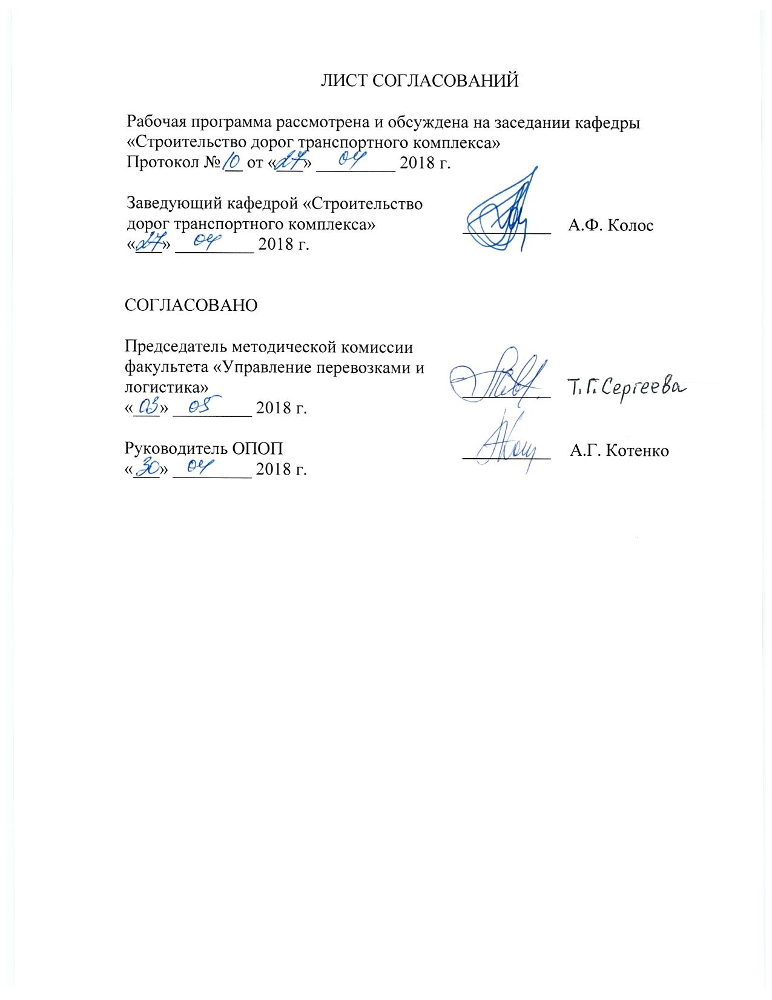 ЛИСТ СОГЛАСОВАНИЙ
Рабочая программа рассмотрена и обсуждена на заседании кафедры
«Строительство дорог транспортного комплекса»
Протокол №10 от «27» 04 2018 г.
Заведующий кафедрой «Строительство
дорог транспортного комплекса» А.Ф. Колос
«27» 04 2018 г.
СОГЛАСОВАНО
Председатель методической комиссии
факультета «Управление перевозками и
логистика» Т.Г. Сергеева
«03» 05 2018 г.
Руководитель ОПОП А.Г. Котенко
«30» 04 2018 г.